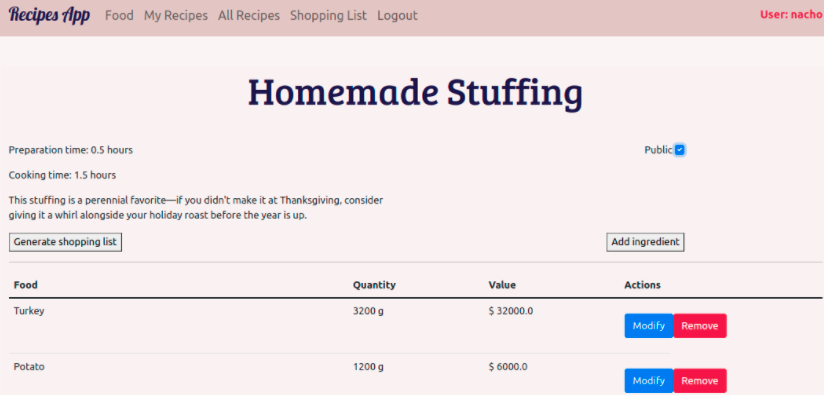 Recipes App Food My Recipes All Recipes Shopping List Logout User: nacho
Homemade Stuffing
Preparation time: 0.5 hours Public
Cooking time: 1.5 hours
This stuffing is a perennial favorite—if you didn't make it at Thanksgiving, consider
giving it a whirl alongside your holiday roast before the year is up.
Generate shopping list Add ingredient
Food Quantity Value Actions
Turkey 3200 g $ 32000.0
Modify Remove
Potato 1200 g $ 6000.0
Modify Remove